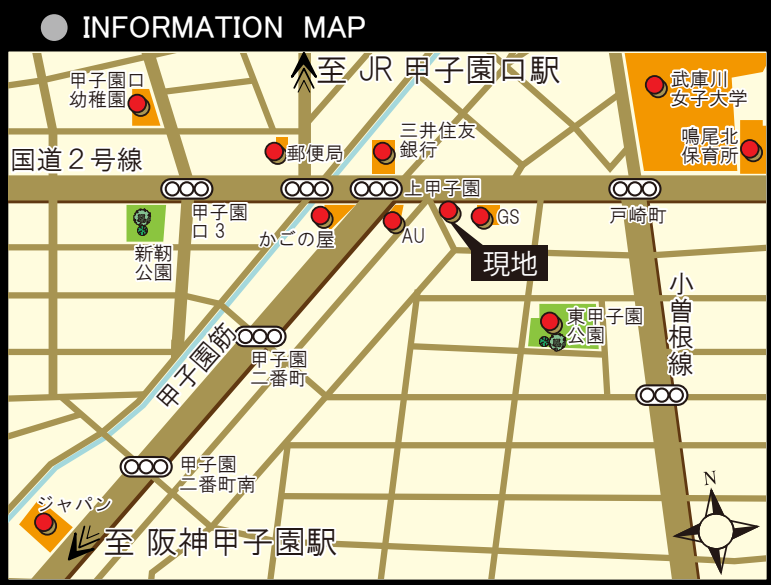 INFORMATION MAP
至 JR 甲子園口駅
甲子園口
幼稚園
武庫川
女子大学
三井住友
銀行
鳴尾北
保育所
郵便局
国道2号線
上甲子園
甲子園
口3
戸崎町
かごの屋
AU
GS
新靭
公園
現地
小曽根線
東甲子園
公園
甲子園筋
甲子園
二番町
甲子園
二番町南
ジャパン
至 阪神甲子園駅
N